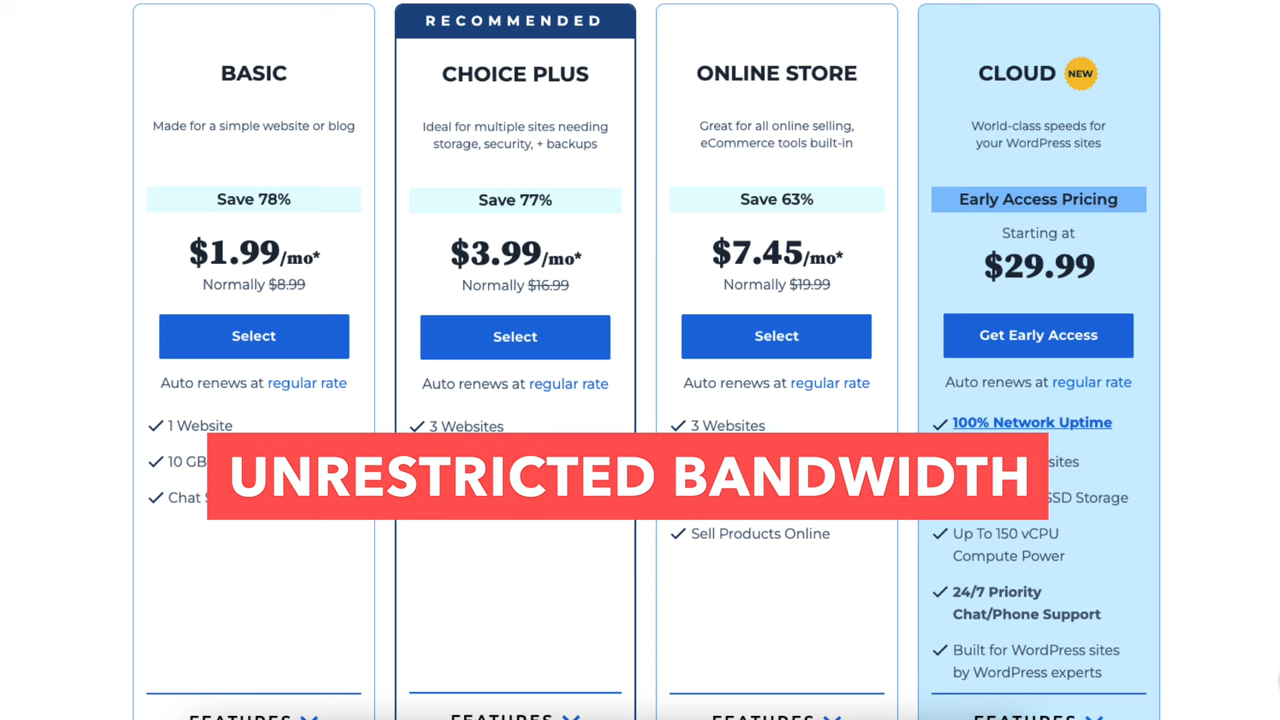 BASIC
Made for a simple website or blog
Save 78%
$1.99/mo*
Normally $8.99
Select
Auto renews at regular rate
1 Website
10 GB
Chat
RECOMMENDED
CHOICE PLUS
Ideal for multiple sites needing
storage, security, + backups
Save 77%
$3.99/mo*
Normally $16.99
Select
Auto renews at regular rate
3 Websites
ONLINE STORE
Great for all online selling,
eCommerce tools built-in
Save 63%
$7.45/mo*
Normally $19.99
Select
Auto renews at regular rate
3 Websites
Sell Products Online
CLOUD NEW
World-class speeds for
your WordPress sites
Early Access Pricing
Starting at
$29.99
Get Early Access
Auto renews at regular rate
100% Network Uptime
SSD Storage
Up To 150 vCPU
Compute Power
24/7 Priority
Chat/Phone Support
Built for WordPress sites
by WordPress experts
UNRESTRICTED BANDWIDTH
FEATURES
FEATURES
FEATURES
FEATURES